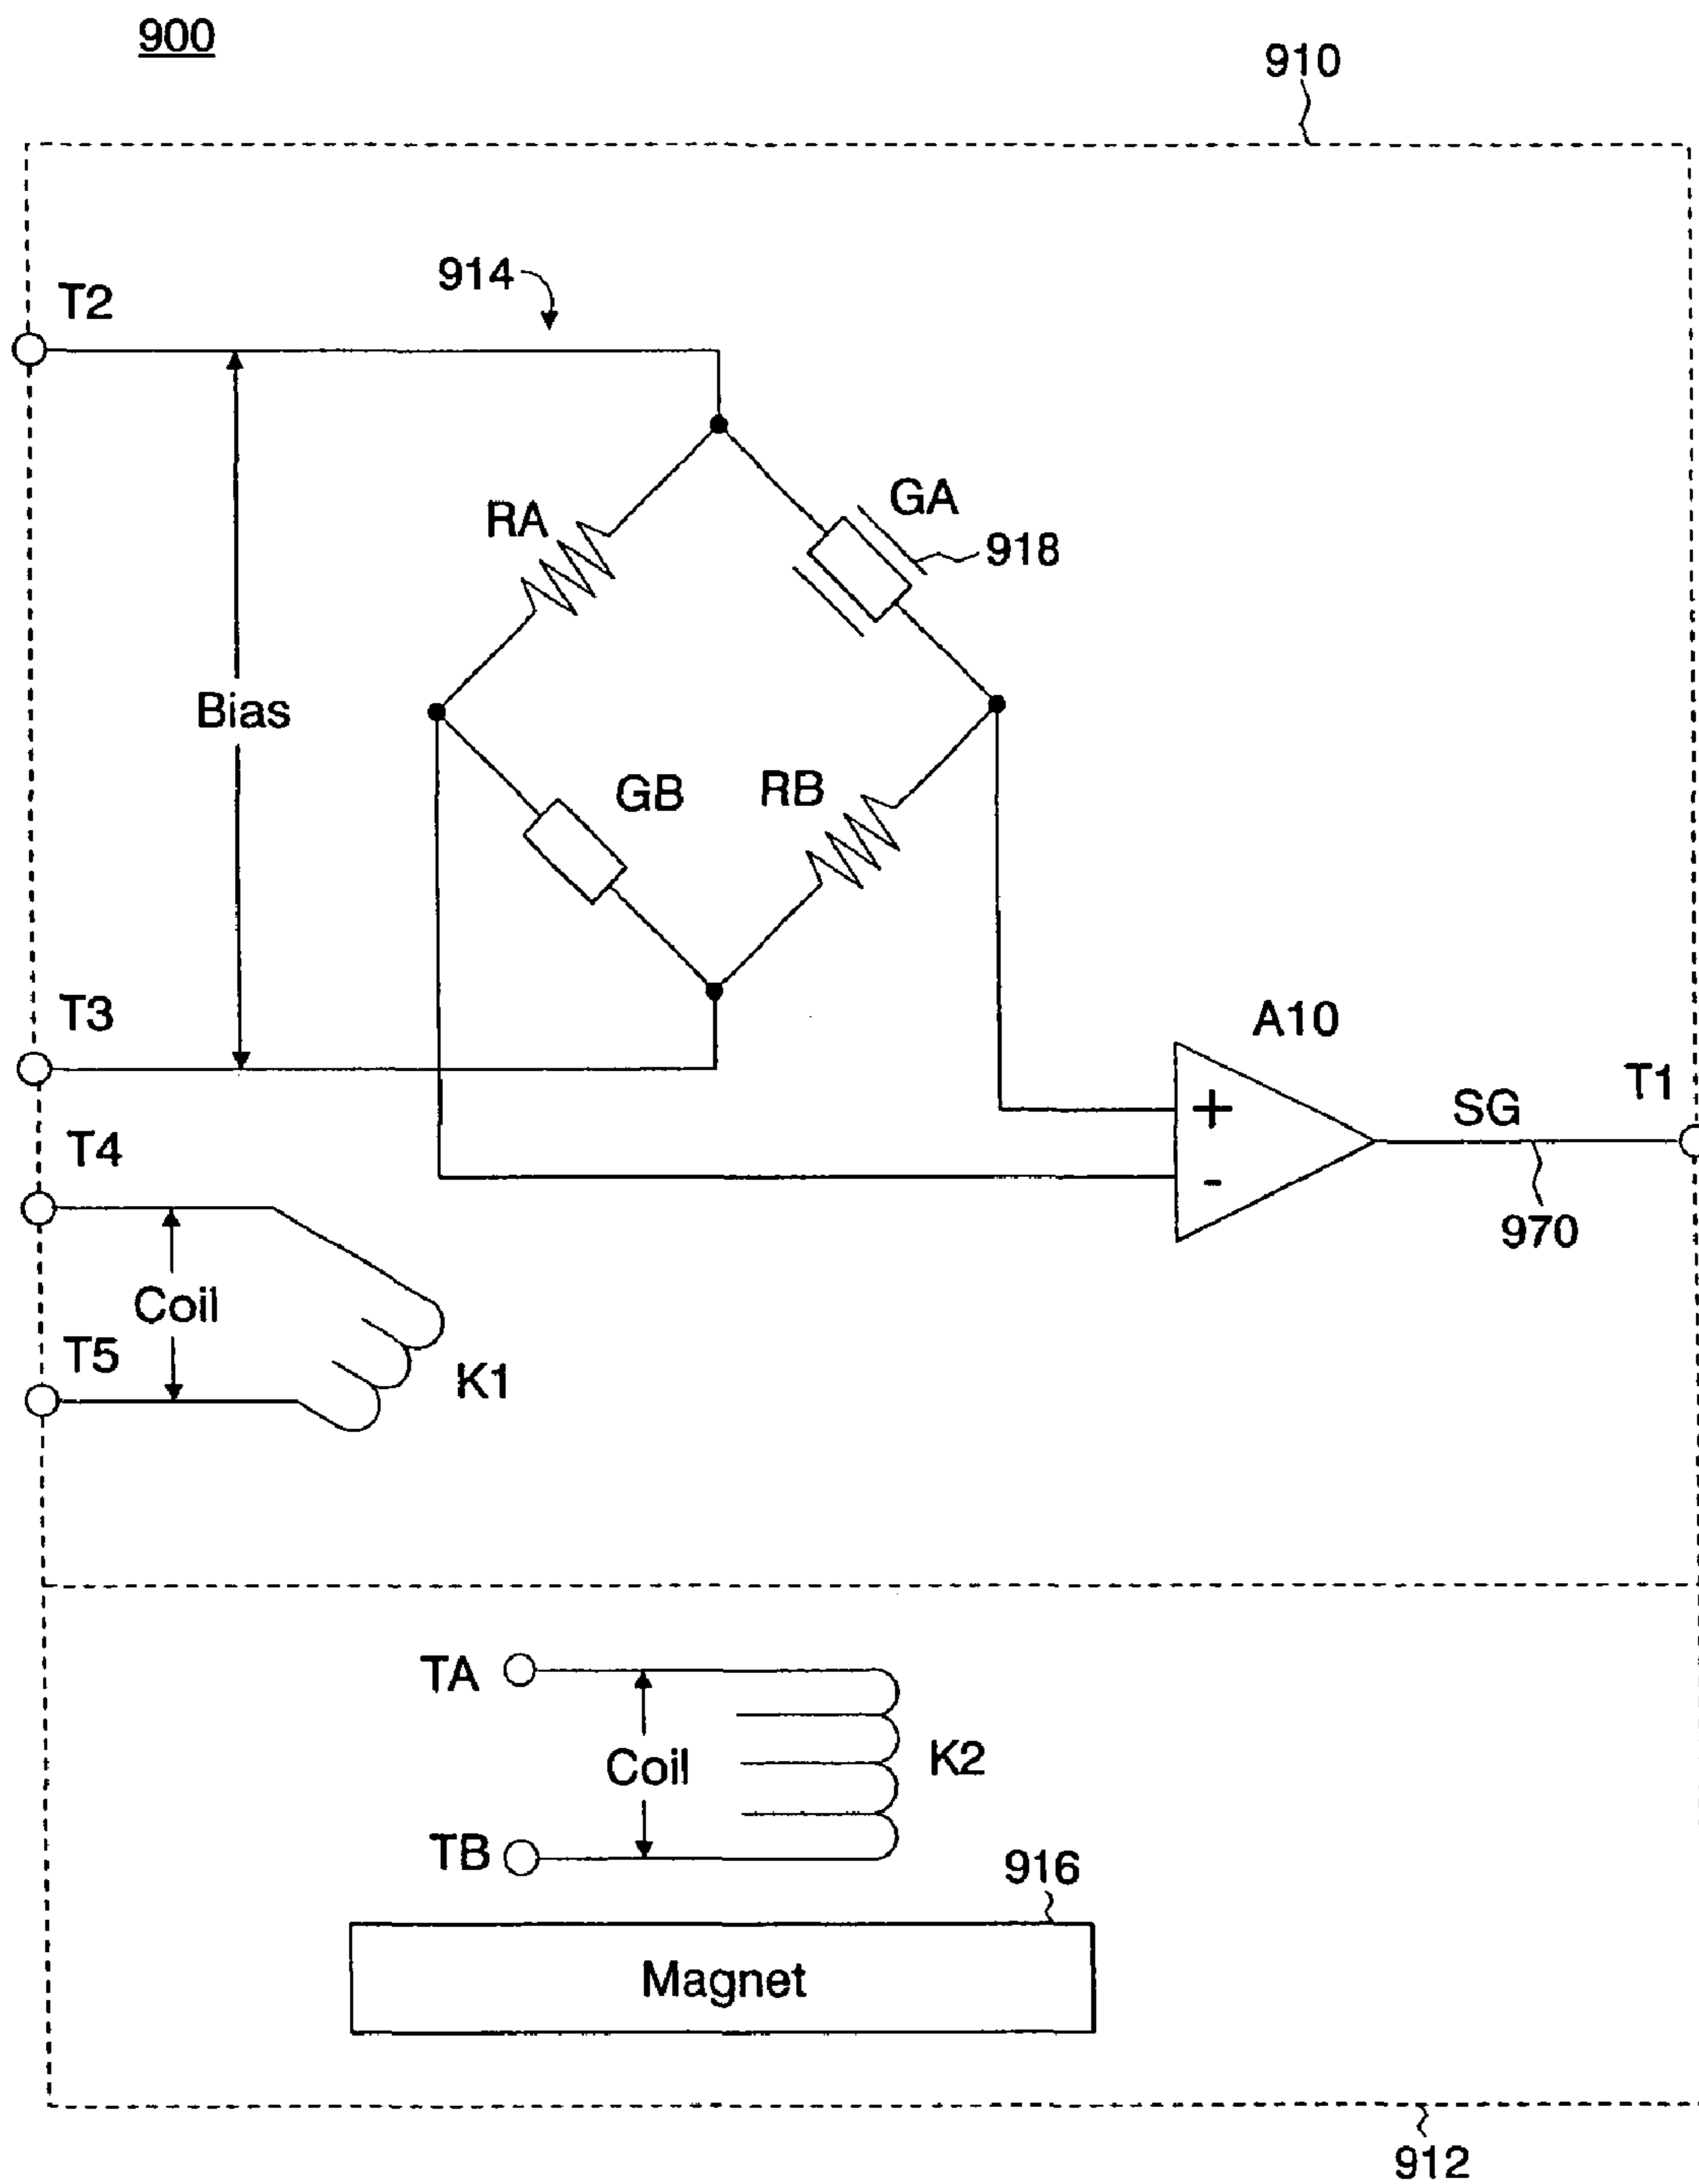 900
910
T2
914
GA
RA
918
Bias
GB
RB
T3
A10
T1
T4
+
SG
-
970
Coil
T5
K1
TA
K2
Coil
TB
916
Magnet
912